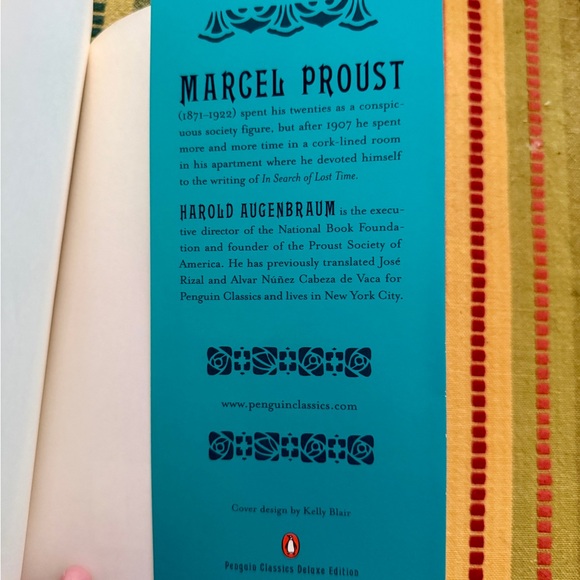 MARCEL PROUST
(1871–1922) spent his twenties as a conspic-
uous society figure, but after 1907 he spent
more and more time in a cork-lined room
in his apartment where he devoted himself
to the writing of In Search of Lost Time.
HAROLD AUGENBRAUM is the execu-
tive director of the National Book Founda-
tion and founder of the Proust Society of
America. He has previously translated José
Rizal and Alvar Núñez Cabeza de Vaca for
Penguin Classics and lives in New York City.
www.penguinclassics.com
Cover design by Kelly Blair
Penguin Classics Deluxe Edition